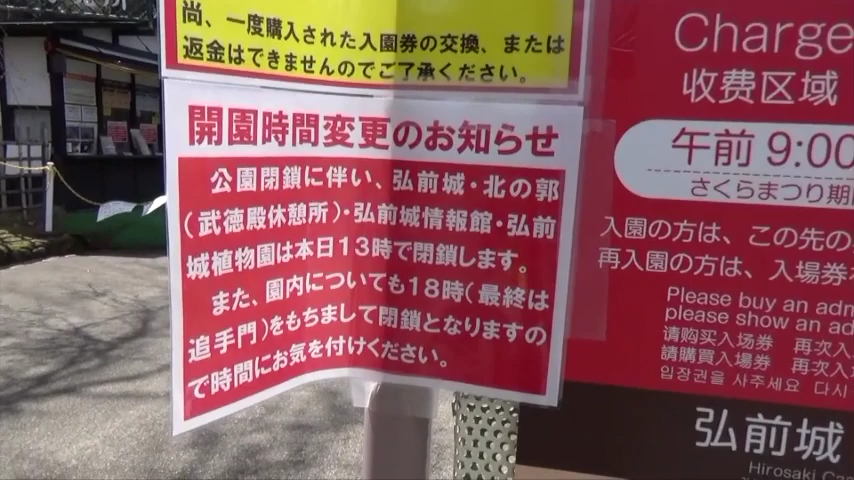 尚、一度購入された入園券の交換、または
返金はできませんのでご了承ください。
開園時間変更のお知らせ
公園閉鎖に伴い、弘前城・北の郭
(武徳殿休憩所)・弘前城情報館・弘前
城植物園は本日13時で閉鎖します。
また、園内についても18時(最終は
追手門)をもちまして閉鎖となりますの
で時間にお気を付けください。
Charge
收费区域
午前 9:00
さくらまつり期
入園の方は、この先の
再入園の方は、入場券
Please buy an adm
please show an ad
请购买入场券 再次入
請購買入場券 再次入
입장권을 사주세요 다시
弘前城
Hirosaki Cas